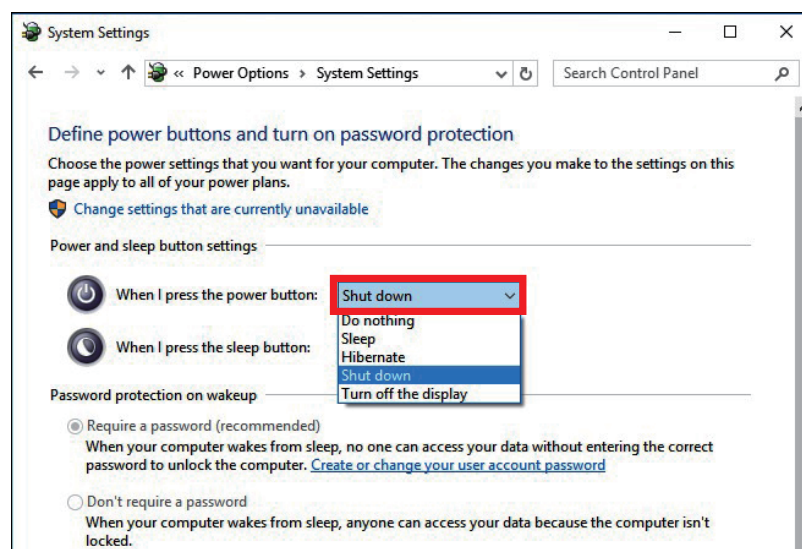 System Settings
« Power Options › System Settings
Search Control Panel
Define power buttons and turn on password protection
Choose the power settings that you want for your computer. The changes you make to the settings on this
page apply to all of your power plans.
Change settings that are currently unavailable
Power and sleep button settings
When I press the power button: Shut down
Do nothing
Sleep
When I press the sleep button:
Hibernate
Shut down
Turn off the display
Password protection on wakeup
Require a password (recommended)
When your computer wakes from sleep, no one can access your data without entering the correct
password to unlock the computer. Create or change your user account password
Don't require a password
When your computer wakes from sleep, anyone can access your data because the computer isn't
locked.